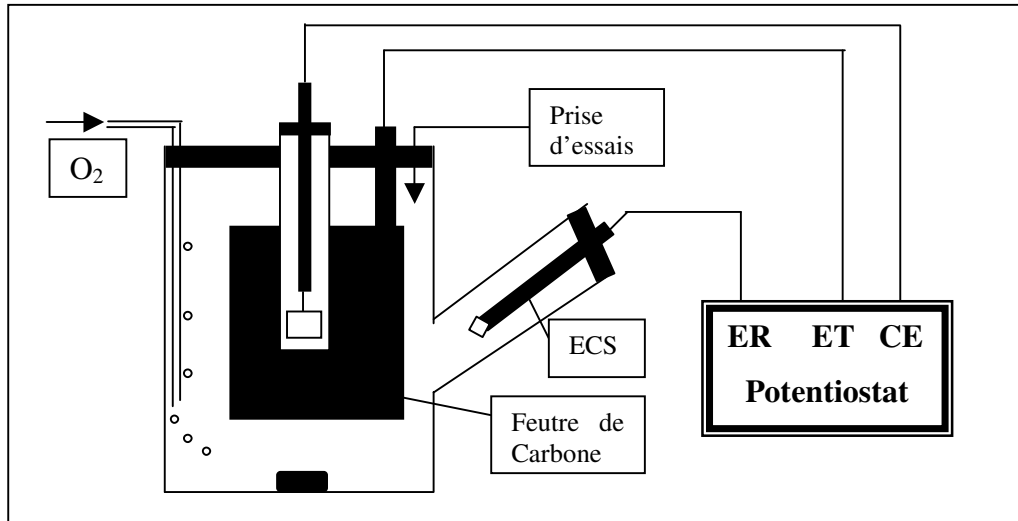 Prise
d'essais
O₂
ECS
ER ET CE
Potentiostat
Feutre de
Carbone